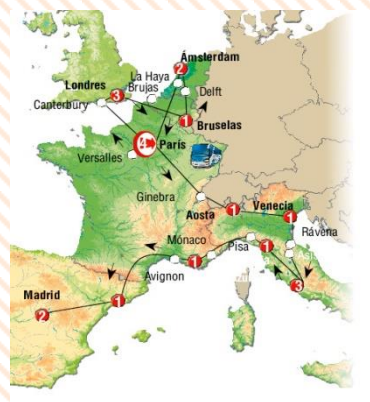 Ámsterdam
2
La Haya
Londres
Brujas
Delft
3
Canterbury
1
Bruselas
4
París
Versalles
Ginebra
Aosta
1
Venecia
1
Rávena
Mónaco
Pisa
1
Avignon
1
3
Madrid
2
1